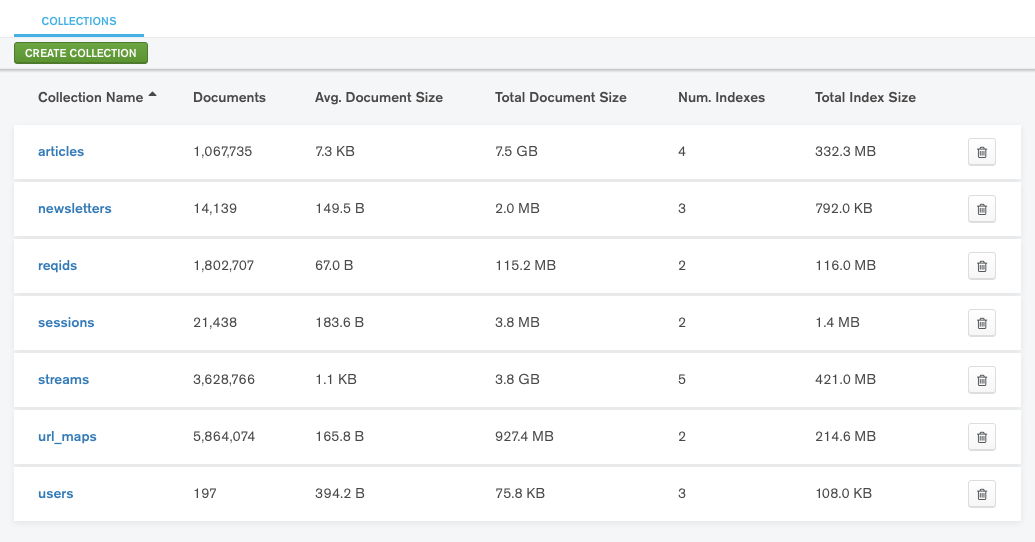 COLLECTIONS
CREATE COLLECTION
Collection Name Documents Avg. Document Size Total Document Size Num. Indexes Total Index Size
articles 1,067,735 7.3 KB 7.5 GB 4 332.3 MB
newsletters 14,139 149.5 B 2.0 MB 3 792.0 KB
reqids 1,802,707 67.0 B 115.2 MB 2 116.0 MB
sessions 21,438 183.6 B 3.8 MB 2 1.4 MB
streams 3,628,766 1.1 KB 3.8 GB 5 421.0 MB
url_maps 5,864,074 165.8 B 927.4 MB 2 214.6 MB
users 197 394.2 B 75.8 KB 3 108.0 KB